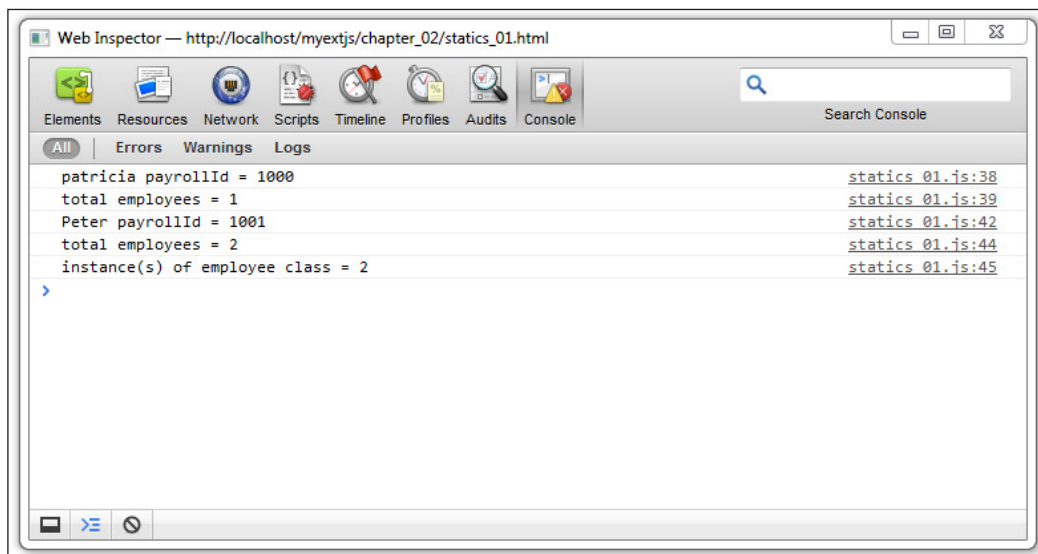 Web Inspector — http://localhost/myextjs/chapter_02/statics_01.html
Elements Resources Network Scripts Timeline Profiles Audits Console
Search Console
All Errors Warnings Logs
patricia payrollId = 1000 statics_01.js:38
total employees = 1 statics_01.js:39
Peter payrollId = 1001 statics_01.js:42
total employees = 2 statics_01.js:44
instance(s) of employee class = 2 statics_01.js:45